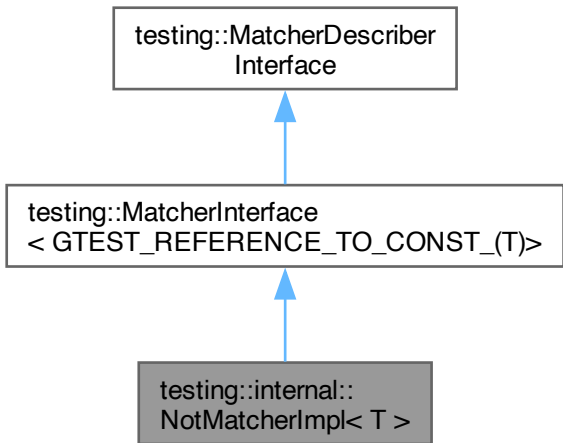 testing::MatcherDescriber
Interface
testing::MatcherInterface
< GTEST_REFERENCE_TO_CONST_(T)>
testing::internal::
NotMatcherImpl< T >